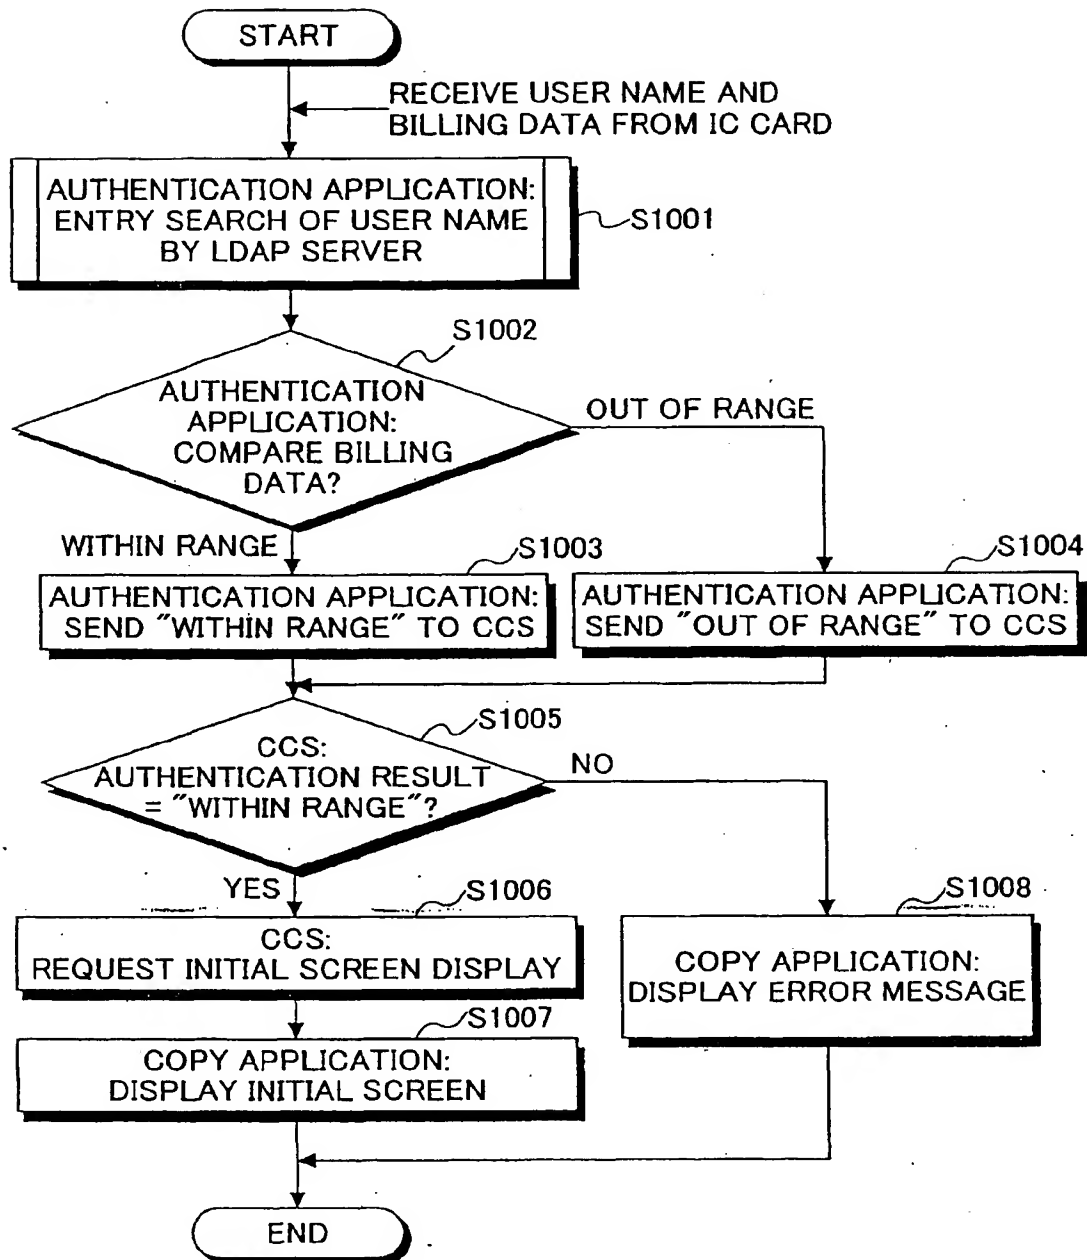 START
RECEIVE USER NAME AND
BILLING DATA FROM IC CARD
AUTHENTICATION APPLICATION:
ENTRY SEARCH OF USER NAME
BY LDAP SERVER
S1001
S1002
AUTHENTICATION
APPLICATION:
COMPARE BILLING
DATA?
OUT OF RANGE
WITHIN RANGE
S1003
AUTHENTICATION APPLICATION:
SEND "WITHIN RANGE" TO CCS
S1004
AUTHENTICATION APPLICATION:
SEND "OUT OF RANGE" TO CCS
S1005
CCS:
AUTHENTICATION RESULT
= "WITHIN RANGE"?
NO
YES
S1006
CCS:
REQUEST INITIAL SCREEN DISPLAY
S1008
COPY APPLICATION:
DISPLAY ERROR MESSAGE
S1007
COPY APPLICATION:
DISPLAY INITIAL SCREEN
END